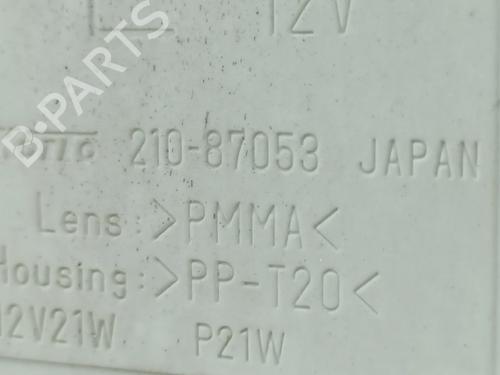 12V
B-PARTS
210-87053 JAPAN
Lens: >PMMA<
Housing: >PP-T20<
12V21W P21W